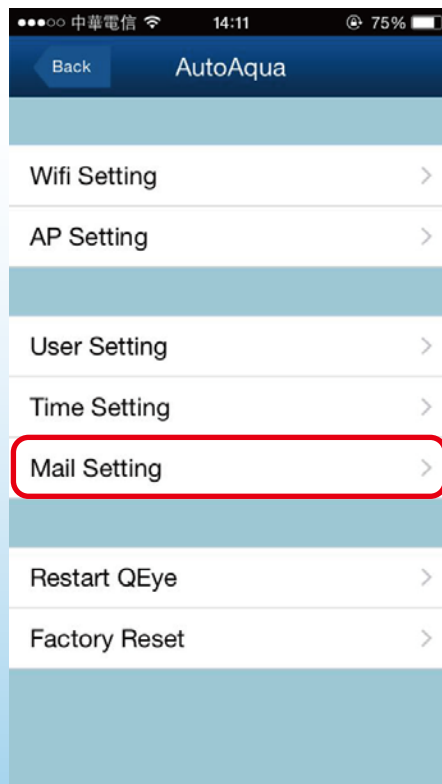 中華電信 14:11 75%
Back AutoAqua
Wifi Setting
AP Setting
User Setting
Time Setting
Mail Setting
Restart QEye
Factory Reset